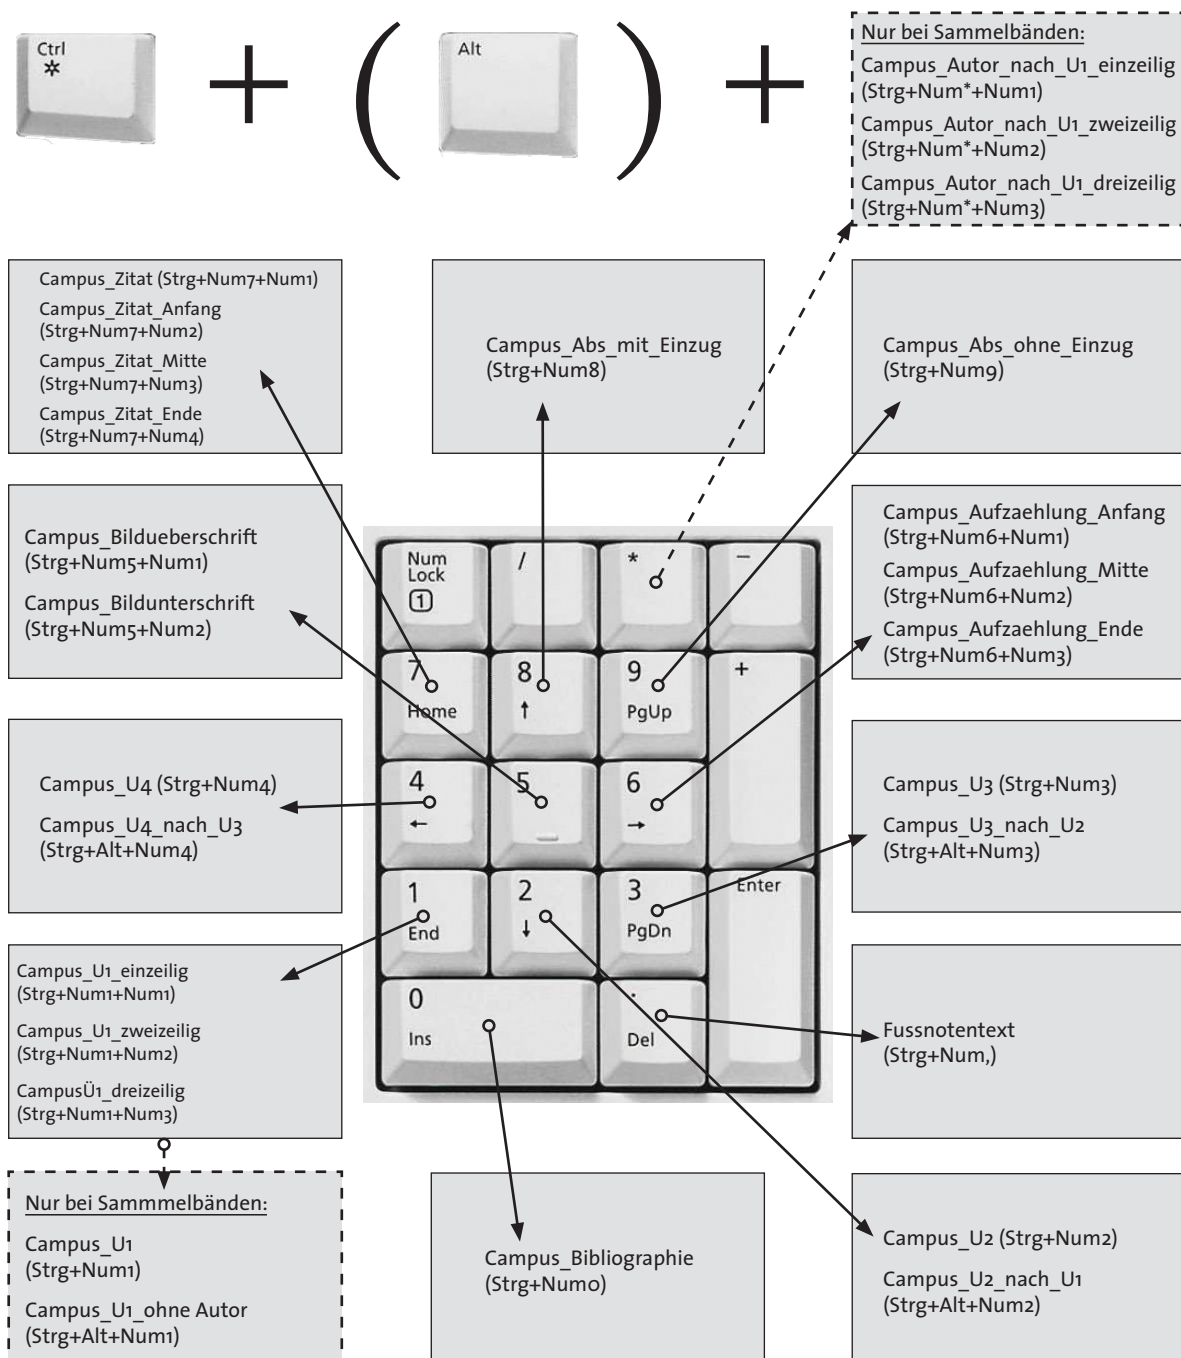 Ctrl
✲
+
(
Alt
)
+
Nur bei Sammelbänden:
Campus_Autor_nach_U1_einzeilig
(Strg+Num*+Num1)
Campus_Autor_nach_U1_zweizeilig
(Strg+Num*+Num2)
Campus_Autor_nach_U1_dreizeilig
(Strg+Num*+Num3)
Campus_Zitat (Strg+Num7+Num1)
Campus_Zitat_Anfang
(Strg+Num7+Num2)
Campus_Zitat_Mitte
(Strg+Num7+Num3)
Campus_Zitat_Ende
(Strg+Num7+Num4)
Campus_Abs_mit_Einzug
(Strg+Num8)
Campus_Abs_ohne_Einzug
(Strg+Num9)
Campus_Bildueberschrift
(Strg+Num5+Num1)
Campus_Bildunterschrift
(Strg+Num5+Num2)
Campus_Aufzaehlung_Anfang
(Strg+Num6+Num1)
Campus_Aufzaehlung_Mitte
(Strg+Num6+Num2)
Campus_Aufzaehlung_Ende
(Strg+Num6+Num3)
Num
Lock
1
/
*
–
7
Home
8
↑
9
PgUp
+
4
←
5
6
→
1
End
2
↓
3
PgDn
Enter
0
Ins
.
Del
Campus_U4 (Strg+Num4)
Campus_U4_nach_U3
(Strg+Alt+Num4)
Campus_U3 (Strg+Num3)
Campus_U3_nach_U2
(Strg+Alt+Num3)
Campus_U1_einzeilig
(Strg+Num1+Num1)
Campus_U1_zweizeilig
(Strg+Num1+Num2)
CampusÜ1_dreizeilig
(Strg+Num1+Num3)
Fussnotentext
(Strg+Num,)
Nur bei Sammmelbänden:
Campus_U1
(Strg+Num1)
Campus_U1_ohne Autor
(Strg+Alt+Num1)
Campus_Bibliographie
(Strg+Num0)
Campus_U2 (Strg+Num2)
Campus_U2_nach_U1
(Strg+Alt+Num2)